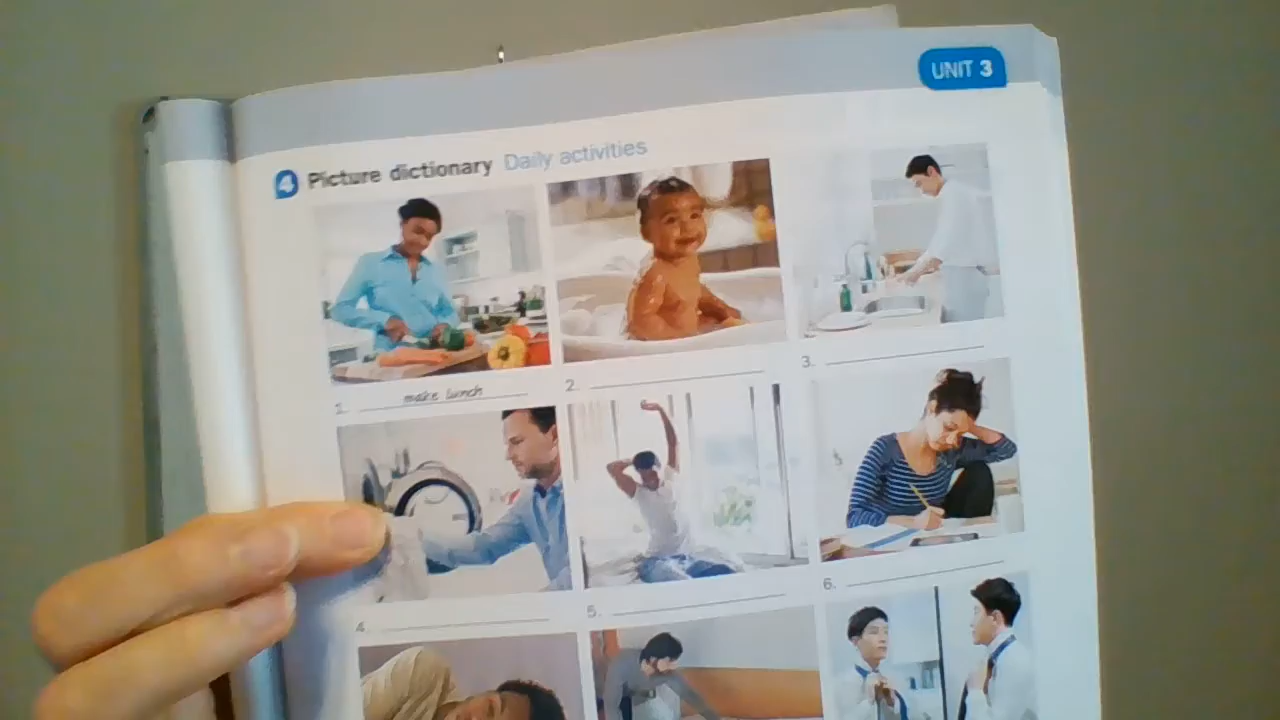 UNIT 3
4 Picture dictionary Daily activities
1. make lunch
2.
3.
4.
5.
6.